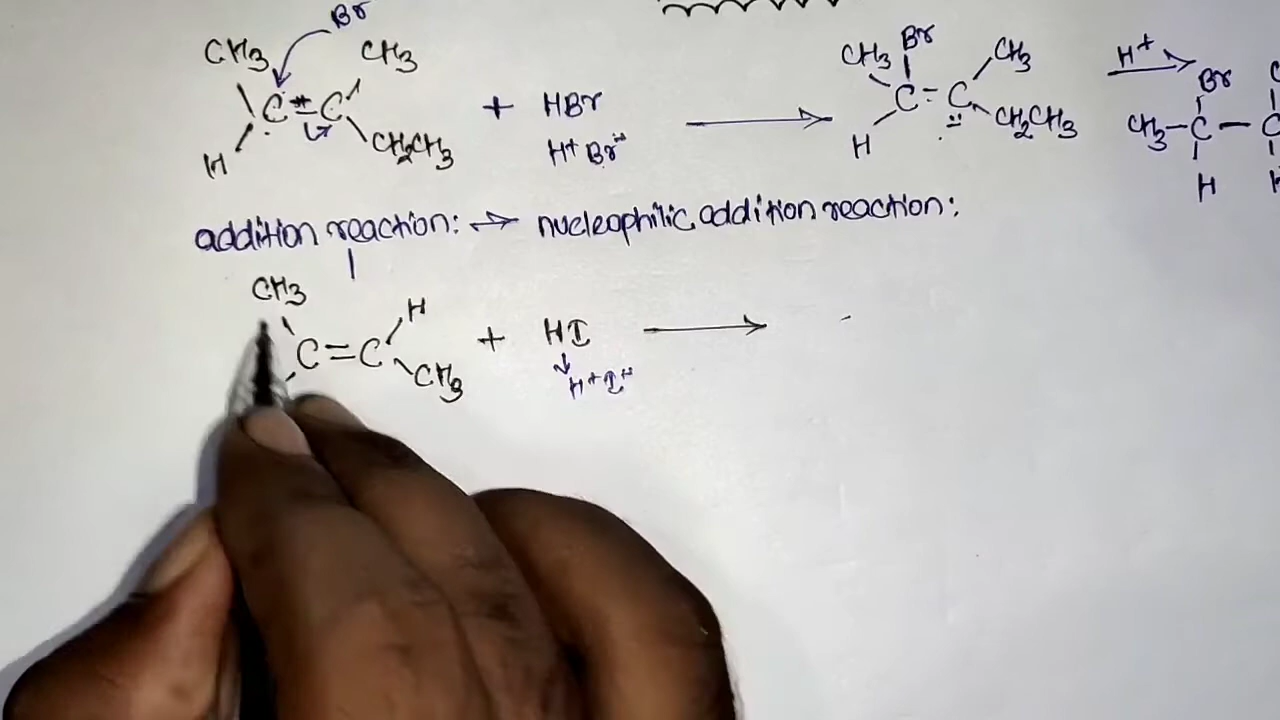 Br
CH3 CH3 Br CH3 CH3 H+
C = C + HBr C = C Br
H CH2CH3 H+ Br- H CH2CH3 CH3-C-C
H
addition reaction: → nucleophilic addition reaction:
CH3 H
C = C + HI
CH3 H+ I-